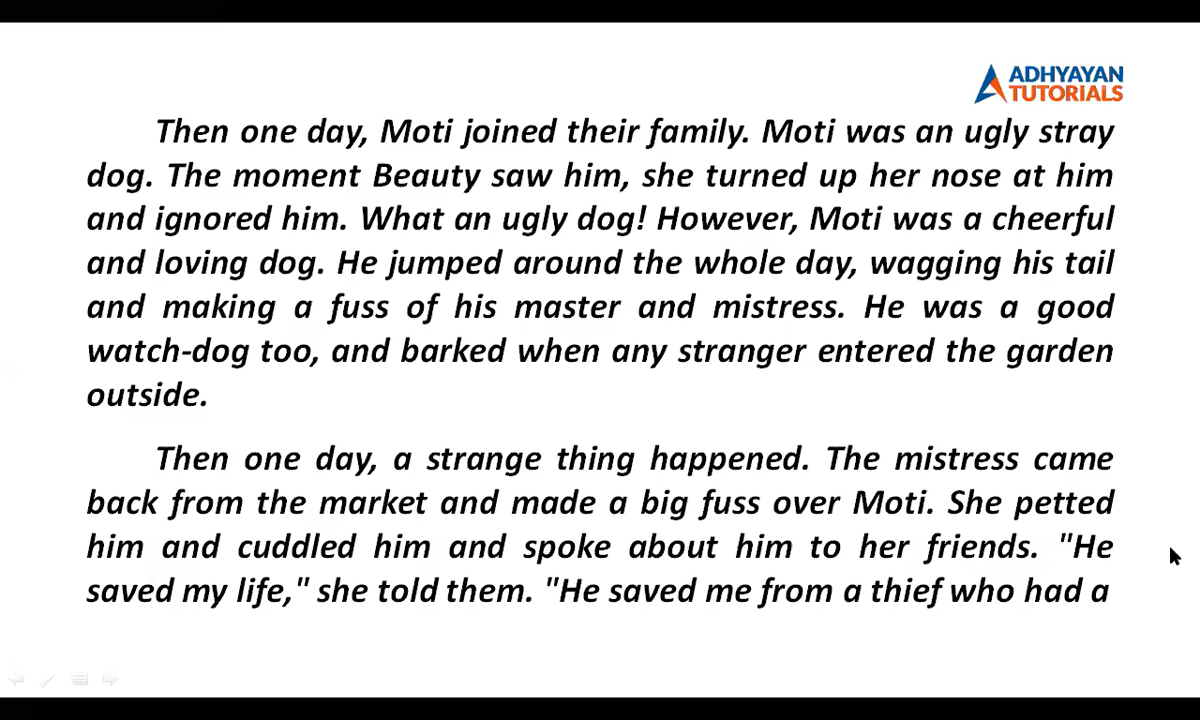 ADHYAYAN
TUTORIALS
Then one day, Moti joined their family. Moti was an ugly stray
dog. The moment Beauty saw him, she turned up her nose at him
and ignored him. What an ugly dog! However, Moti was a cheerful
and loving dog. He jumped around the whole day, wagging his tail
and making a fuss of his master and mistress. He was a good
watch-dog too, and barked when any stranger entered the garden
outside.
Then one day, a strange thing happened. The mistress came
back from the market and made a big fuss over Moti. She petted
him and cuddled him and spoke about him to her friends. "He
saved my life," she told them. "He saved me from a thief who had a